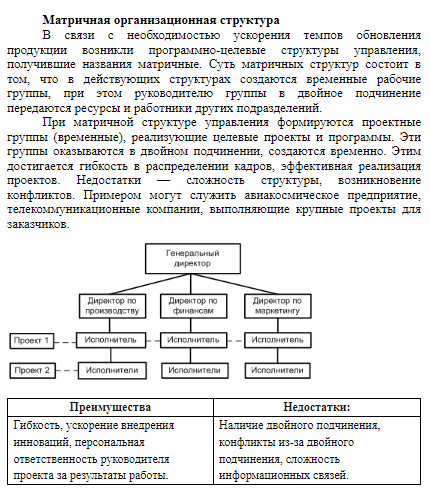 Матричная организационная структура
В связи с необходимостью ускорения темпов обновления
продукции возникли программно-целевые структуры управления,
получившие названия матричные. Суть матричных структур состоит в
том, что в действующих структурах создаются временные рабочие
группы, при этом руководителю группы в двойное подчинение
передаются ресурсы и работники других подразделений.
При матричной структуре управления формируются проектные
группы (временные), реализующие целевые проекты и программы. Эти
группы оказываются в двойном подчинении, создаются временно. Этим
достигается гибкость в распределении кадров, эффективная реализация
проектов. Недостатки — сложность структуры, возникновение
конфликтов. Примером могут служить авиакосмическое предприятие,
телекоммуникационные компании, выполняющие крупные проекты для
заказчиков.
Генеральный
директор
Директор по
производству
Директор по
финансам
Директор по
маркетингу
Проект 1
Исполнитель
Исполнитель
Исполнитель
Проект 2
Исполнители
Исполнители
Исполнители
Преимущества
Недостатки:
Гибкость, ускорение внедрения
инноваций, персональная
ответственность руководителя
проекта за результаты работы.
Наличие двойного подчинения,
конфликты из-за двойного
подчинения, сложность
информационных связей.